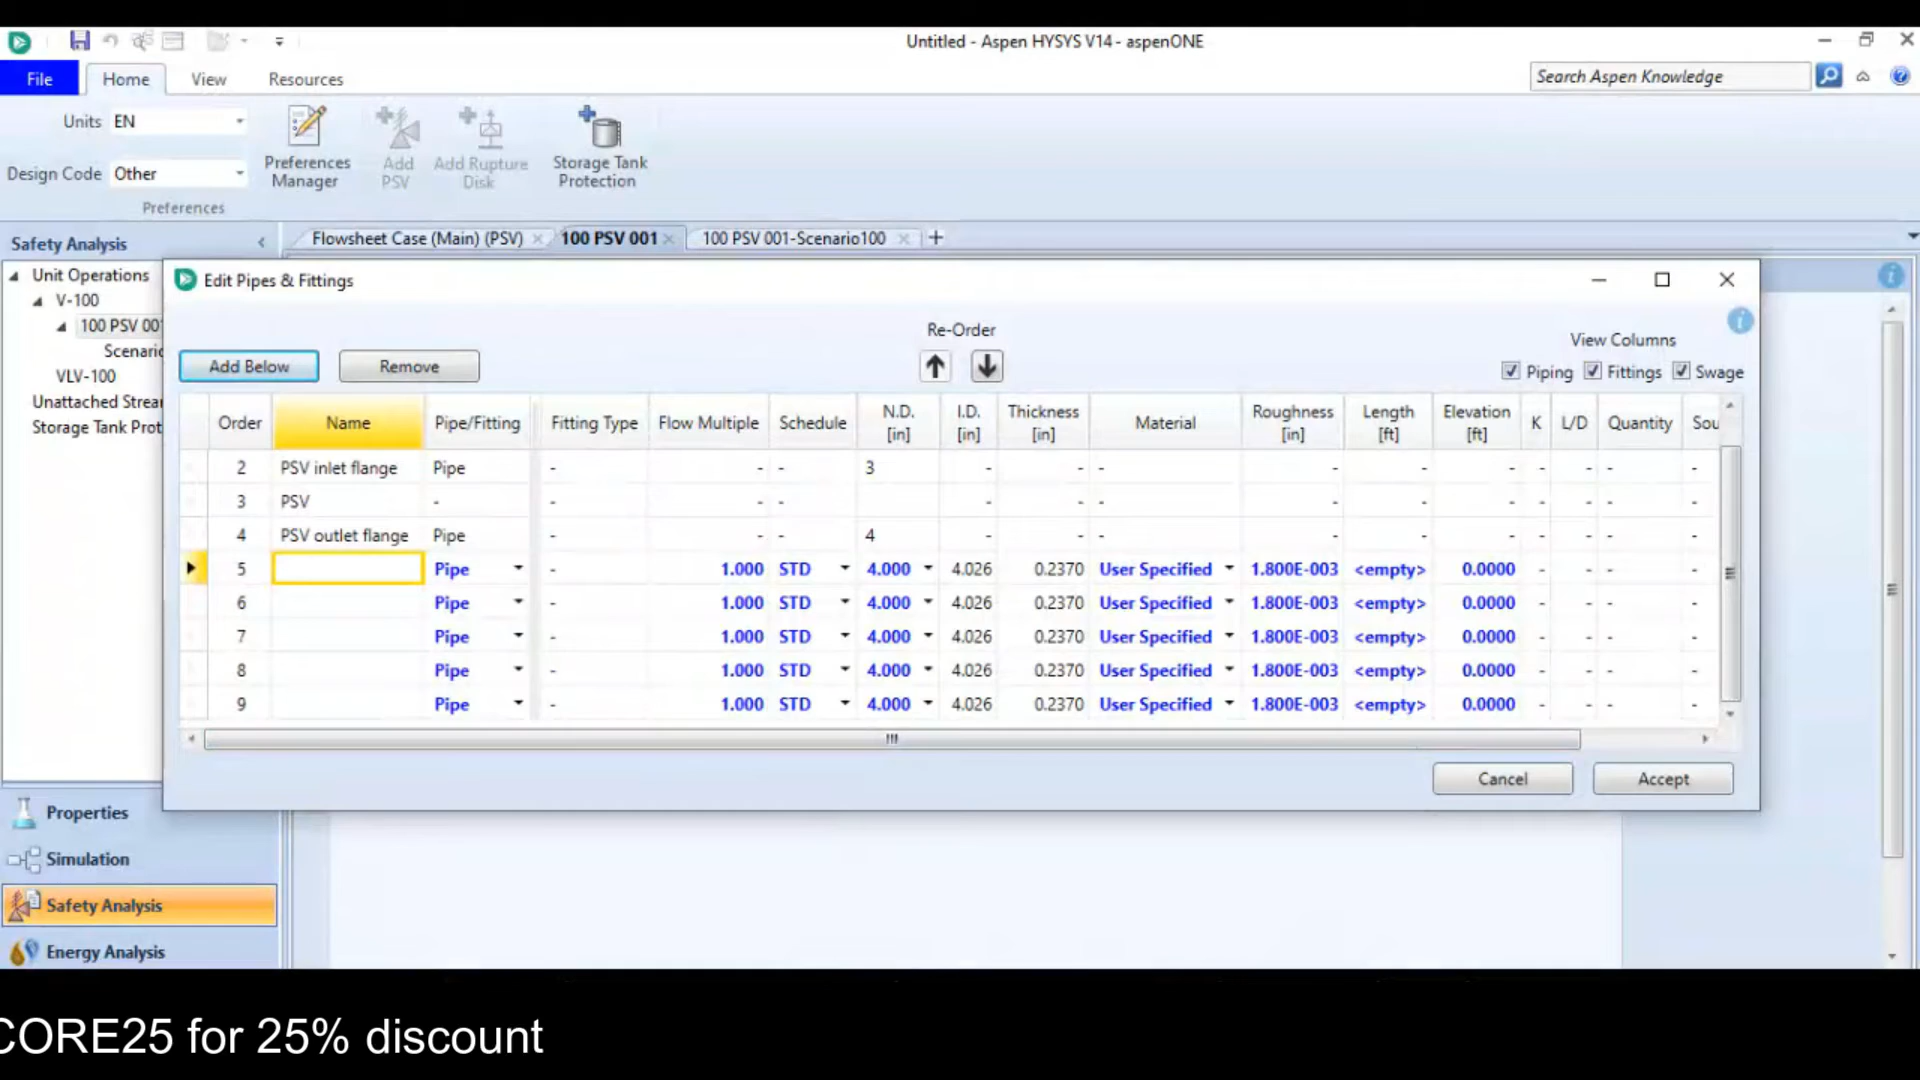 Untitled - Aspen HYSYS V14 - aspenONE
File Home View Resources
Search Aspen Knowledge
Units EN
Design Code Other
Preferences Manager
Add PSV
Add Rupture Disk
Storage Tank Protection
Preferences
Safety Analysis
Flowsheet Case (Main) (PSV)
100 PSV 001
100 PSV 001-Scenario100
Unit Operations
V-100
100 PSV 001
Scenario
VLV-100
Unattached Strear
Storage Tank Prot
Edit Pipes & Fittings
Re-Order
View Columns
Add Below Remove
Piping Fittings Swage
Order Name Pipe/Fitting Fitting Type Flow Multiple Schedule N.D. [in] I.D. [in] Thickness [in] Material Roughness [in] Length [ft] Elevation [ft] K L/D Quantity Sou
2 PSV inlet flange Pipe - - - 3 - - - - - - - - - -
3 PSV - - - - - - - - - - - - -
4 PSV outlet flange Pipe - - - 4 - - - - - - - - - -
5 Pipe - 1.000 STD 4.000 4.026 0.2370 User Specified 1.800E-003 <empty> 0.0000 - - -
6 Pipe - 1.000 STD 4.000 4.026 0.2370 User Specified 1.800E-003 <empty> 0.0000 - - -
7 Pipe - 1.000 STD 4.000 4.026 0.2370 User Specified 1.800E-003 <empty> 0.0000 - - -
8 Pipe - 1.000 STD 4.000 4.026 0.2370 User Specified 1.800E-003 <empty> 0.0000 - - -
9 Pipe - 1.000 STD 4.000 4.026 0.2370 User Specified 1.800E-003 <empty> 0.0000 - - -
Cancel Accept
Properties
Simulation
Safety Analysis
Energy Analysis
CORE25 for 25% discount